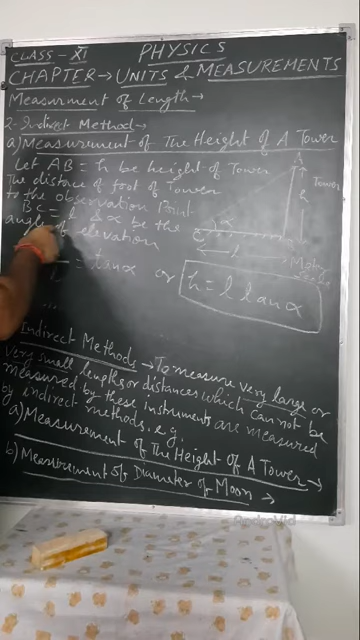 CLASS - XI
PHYSICS
CHAPTER → UNITS & MEASUREMENTS
Measurment of Length →
2. Indirect Method →
a) Measurement of The Height of A Tower
Let AB = h be height of Tower
The distance of foot of Tower
to the observation Point
BC = l & α be the
angle of elevation
= tan α or h = l tan α
A
Tower
h
α
C
l
Indirect Methods → To measure very large or
very small lengths or distances which can not be
measured by these instruments are measured
by indirect methods. e.g.
a) Measurement of The Height of A Tower →
b) Measurement of Diameter of Moon →
AndroVid